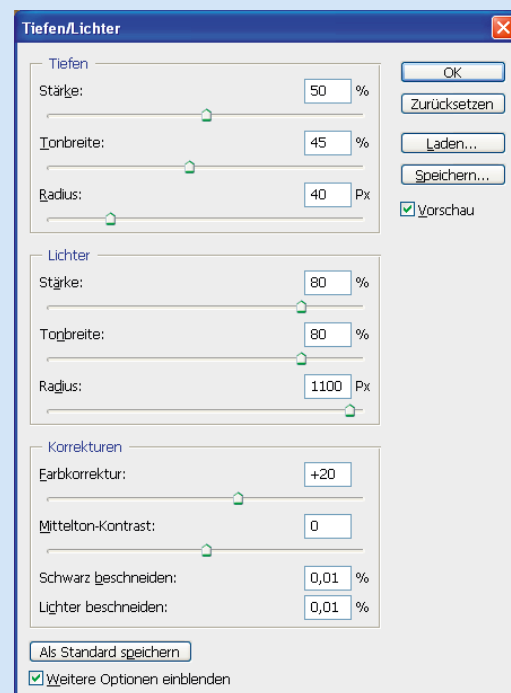 Tiefen/Lichter
Tiefen
Stärke: 50 %
Tonbreite: 45 %
Radius: 40 Px
Lichter
Stärke: 80 %
Tonbreite: 80 %
Radius: 1100 Px
Korrekturen
Farbkorrektur: +20
Mittelton-Kontrast: 0
Schwarz beschneiden: 0,01 %
Lichter beschneiden: 0,01 %
Als Standard speichern
Weitere Optionen einblenden
OK
Zurücksetzen
Laden...
Speichern...
Vorschau